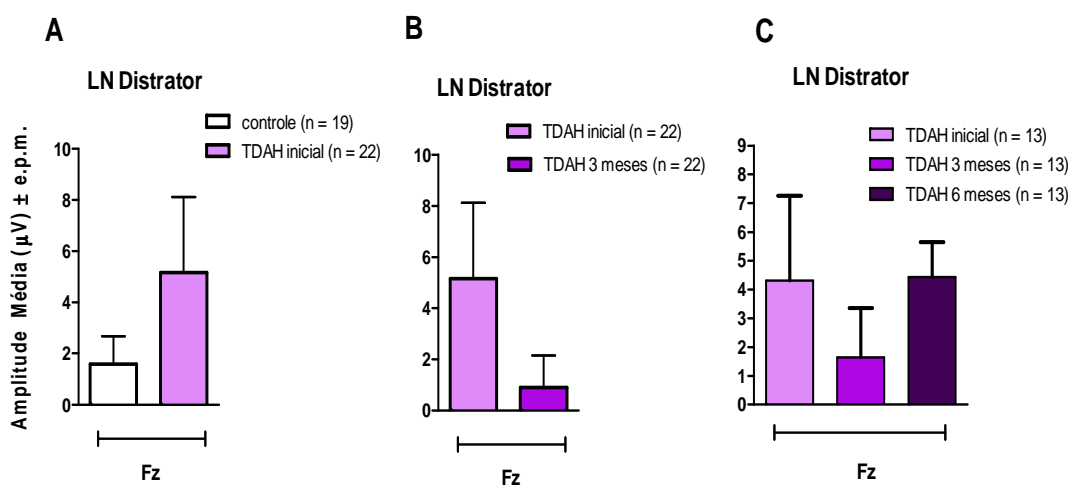 A
LN Distrator
controle (n = 19)
TDAH inicial (n = 22)
Amplitude Média (µV) ± e.p.m.
10
8
6
4
2
0
Fz
B
LN Distrator
TDAH inicial (n = 22)
TDAH 3 meses (n = 22)
10
8
6
4
2
0
Fz
C
LN Distrator
TDAH inicial (n = 13)
TDAH 3 meses (n = 13)
TDAH 6 meses (n = 13)
9
8
7
6
5
4
3
2
1
0
Fz